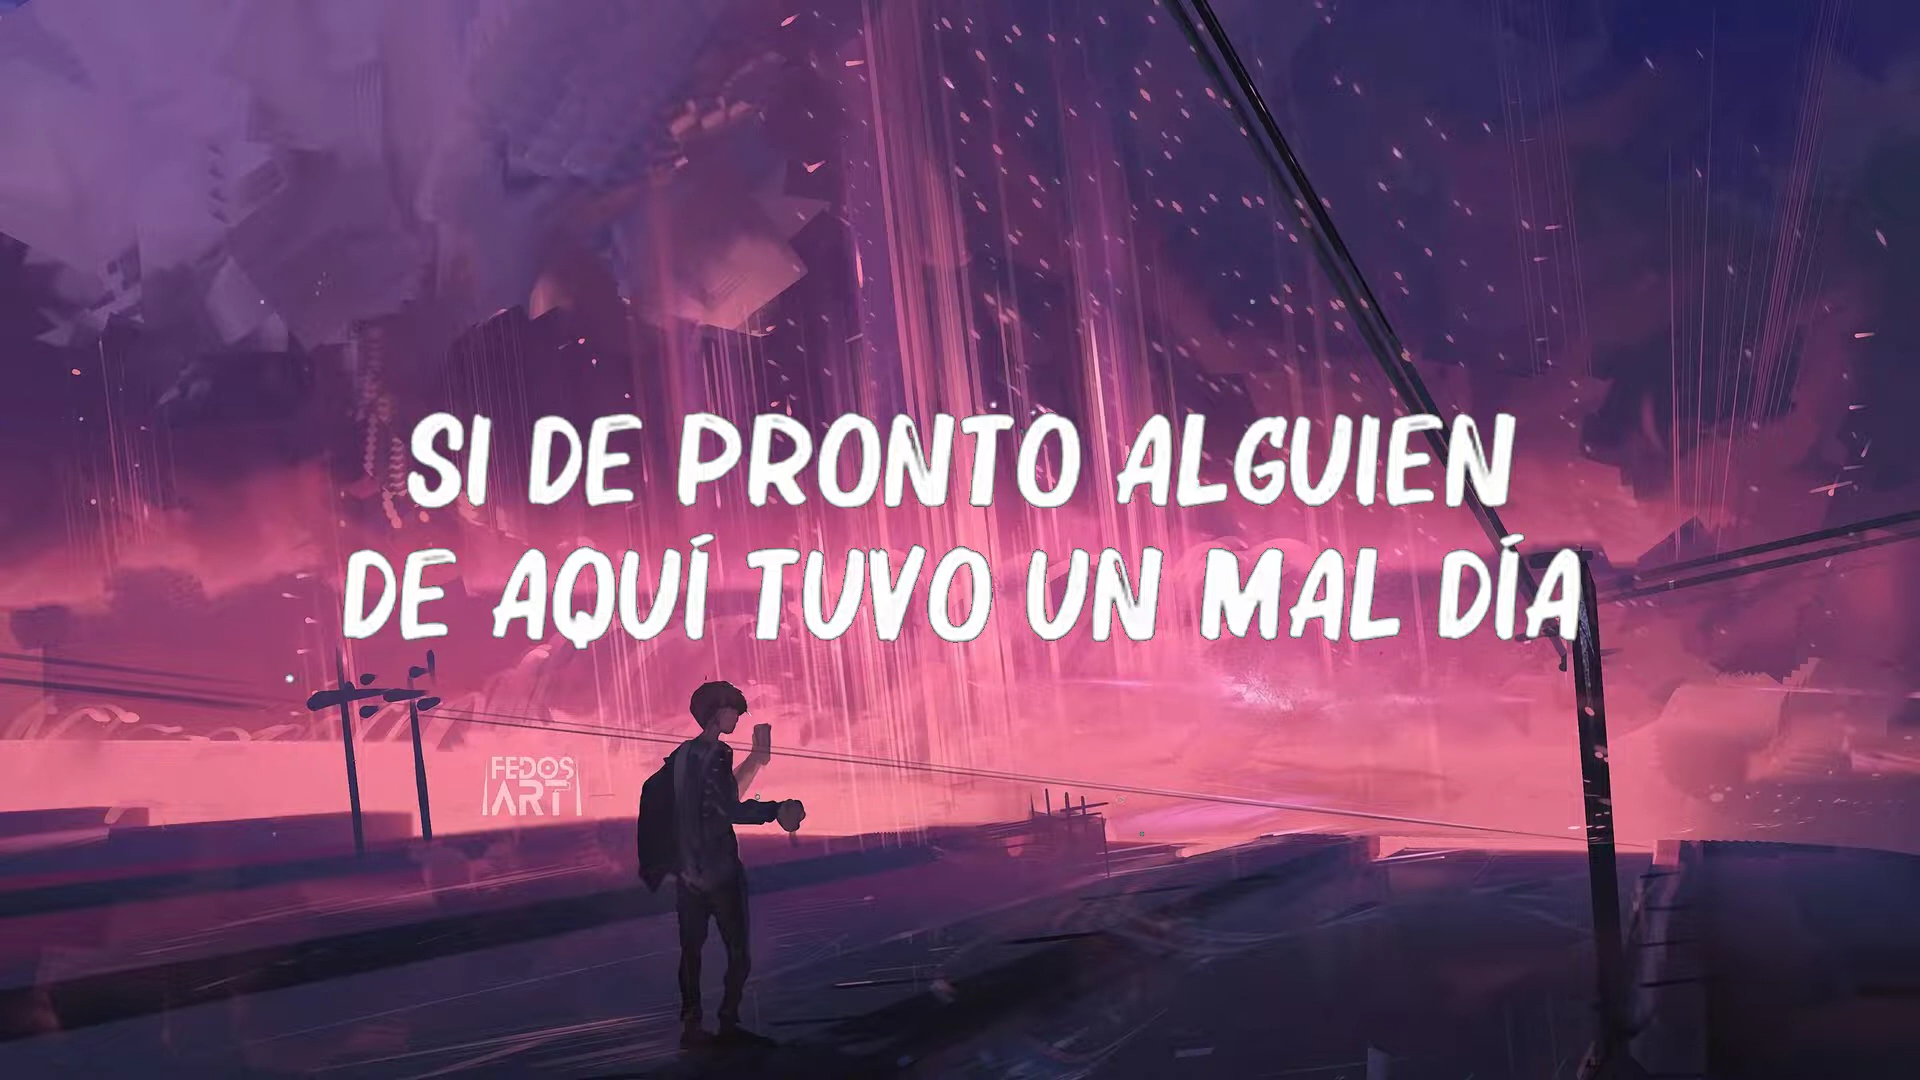 SI DE PRONTO ALGUIEN
DE AQUÍ TUVO UN MAL DÍA
FEDOS
ART